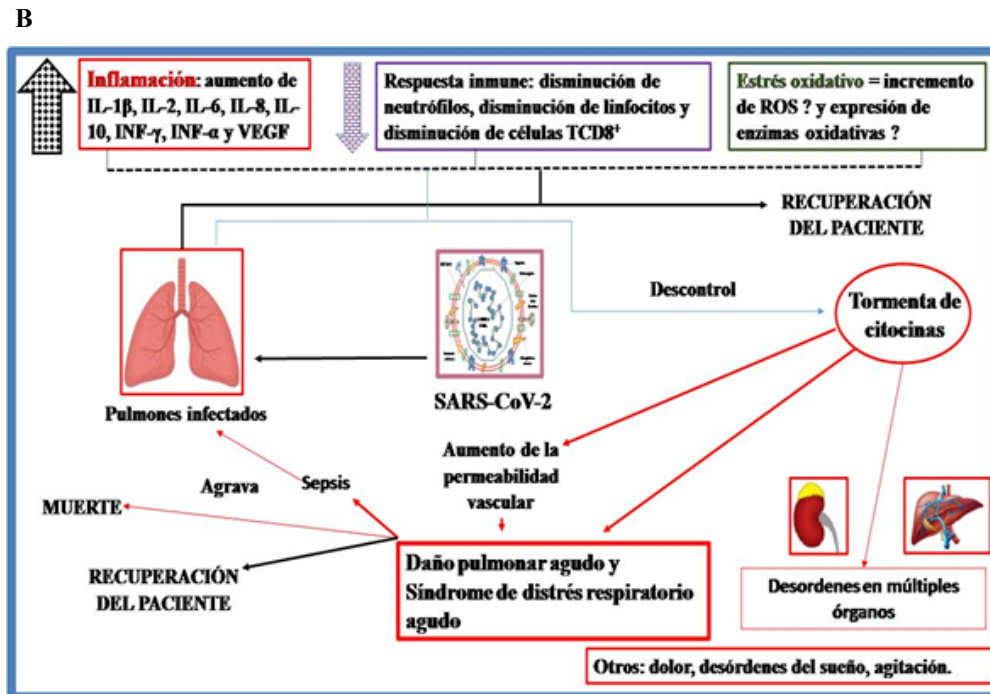 B
Inflamación: aumento de
IL-1β, IL-2, IL-6, IL-8, IL-
10, INF-γ, INF-α y VEGF
Respuesta inmune: disminución de
neutrófilos, disminución de linfocitos y
disminución de células TCD8⁺
Estrés oxidativo = incremento
de ROS ? y expresión de
enzimas oxidativas ?
RECUPERACIÓN
DEL PACIENTE
Descontrol
Tormenta de
citocinas
Pulmones infectados
SARS-CoV-2
Aumento de la
permeabilidad
vascular
Agrava
Sepsis
MUERTE
RECUPERACIÓN
DEL PACIENTE
Daño pulmonar agudo y
Síndrome de distrés respiratorio
agudo
Desordenes en múltiples
órganos
Otros: dolor, desórdenes del sueño, agitación.